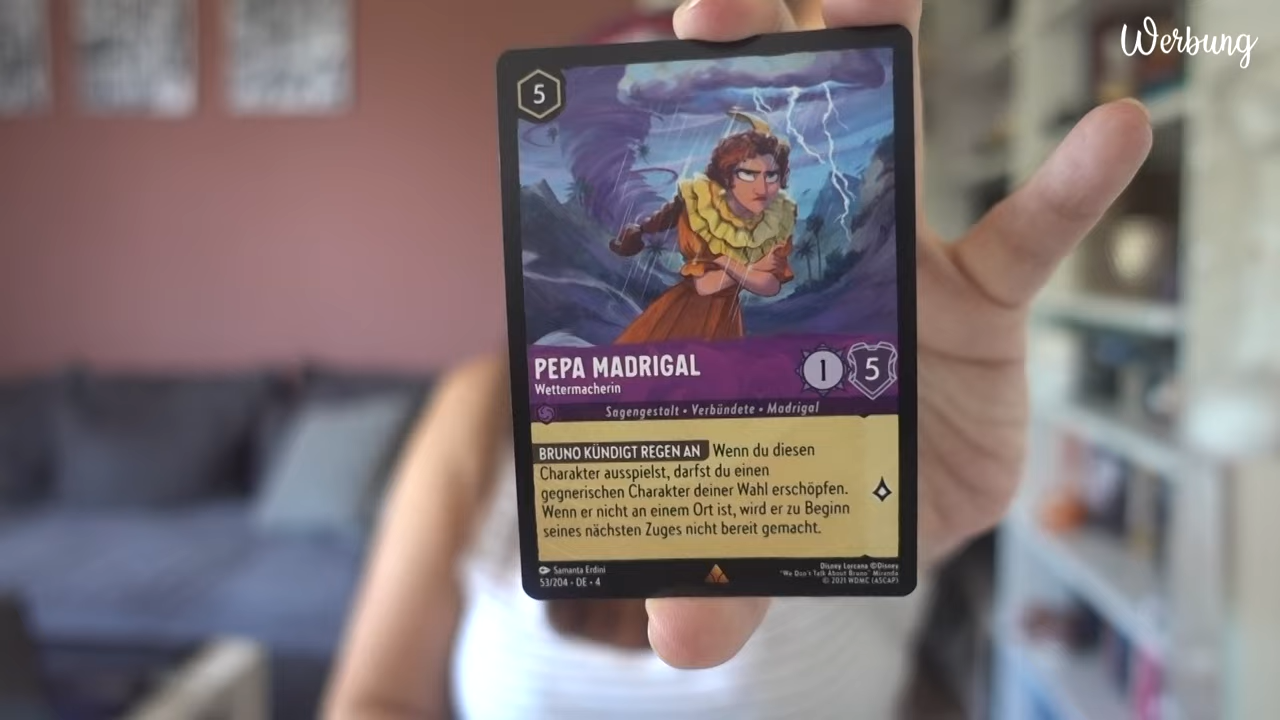 Werbung
5
PEPA MADRIGAL
Wettermacherin
1
5
Sagengestalt • Verbündete • Madrigal
BRUNO KÜNDIGT REGEN AN Wenn du diesen
Charakter ausspielst, darfst du einen
gegnerischen Charakter deiner Wahl erschöpfen.
Wenn er nicht an einem Ort ist, wird er zu Beginn
seines nächsten Zuges nicht bereit gemacht.
Samanta Erdini
53/204 • DE • 4
Disney Lorcana ©Disney
"We Don't Talk About Bruno" Miranda
© 2021 WDMC (ASCAP)